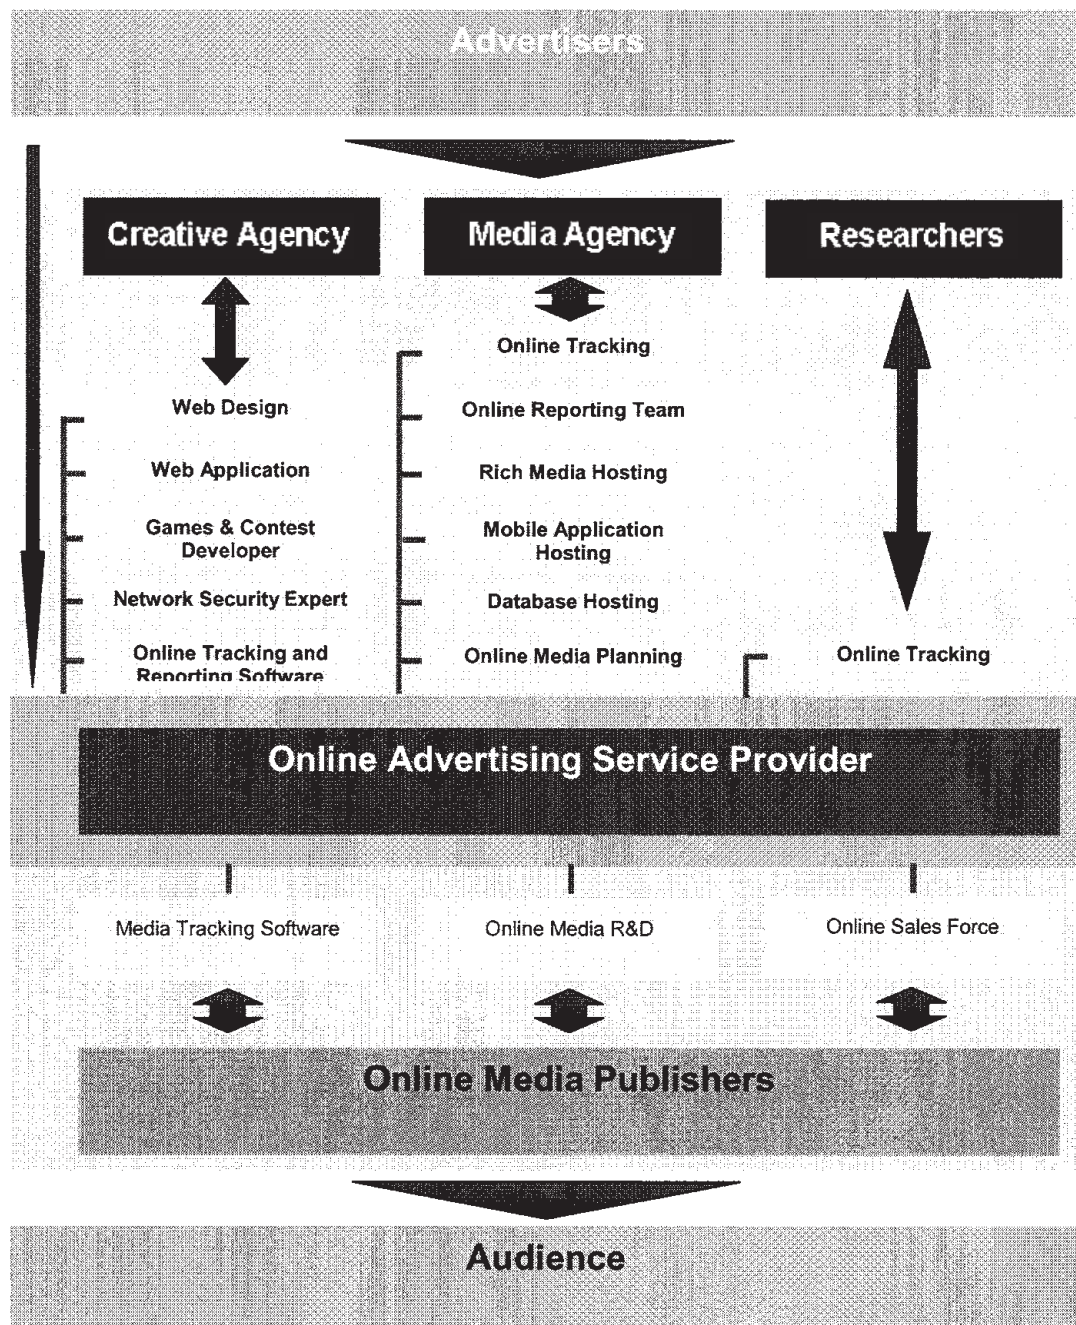 Advertisers
Creative Agency
Media Agency
Researchers
Web Design
Web Application
Games & Contest
Developer
Network Security Expert
Online Tracking and
Reporting Software
Online Tracking
Online Reporting Team
Rich Media Hosting
Mobile Application
Hosting
Database Hosting
Online Media Planning
Online Tracking
Online Advertising Service Provider
Media Tracking Software
Online Media R&D
Online Sales Force
Online Media Publishers
Audience